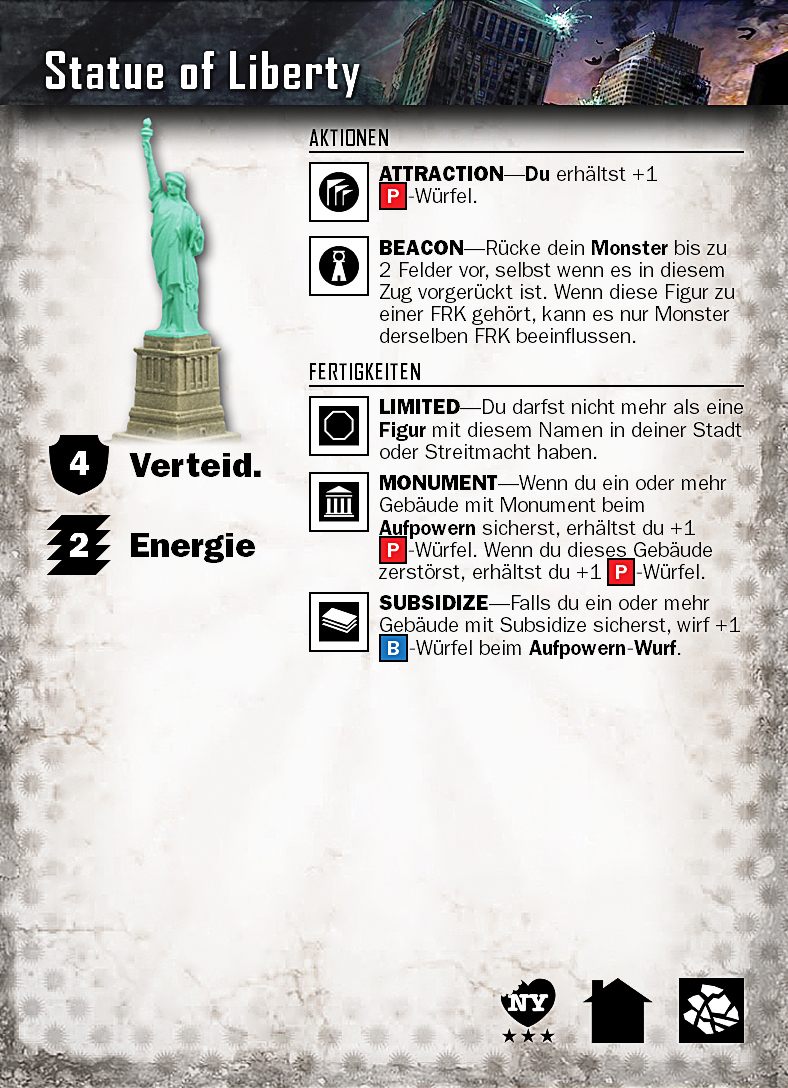 Statue of Liberty
AKTIONEN
ATTRACTION—Du erhältst +1
P-Würfel.
BEACON—Rücke dein Monster bis zu
2 Felder vor, selbst wenn es in diesem
Zug vorgerückt ist. Wenn diese Figur zu
einer FRK gehört, kann es nur Monster
derselben FRK beeinflussen.
FERTIGKEITEN
LIMITED—Du darfst nicht mehr als eine
Figur mit diesem Namen in deiner Stadt
oder Streitmacht haben.
MONUMENT—Wenn du ein oder mehr
Gebäude mit Monument beim
Aufpowern sicherst, erhältst du +1
P-Würfel. Wenn du dieses Gebäude
zerstörst, erhältst du +1 P-Würfel.
SUBSIDIZE—Falls du ein oder mehr
Gebäude mit Subsidize sicherst, wirf +1
B-Würfel beim Aufpowern-Wurf.
4 Verteid.
2 Energie
NY